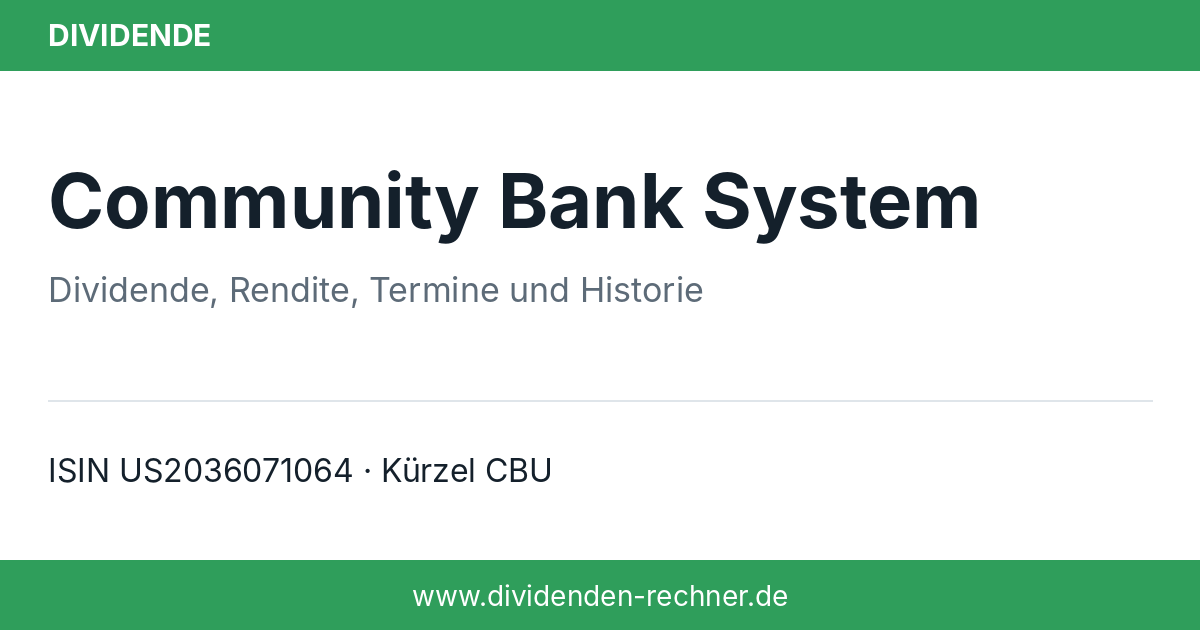 DIVIDENDE
Community Bank System
Dividende, Rendite, Termine und Historie
ISIN US2036071064 · Kürzel CBU
www.dividenden-rechner.de